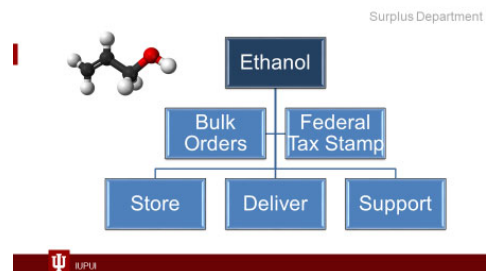 Surplus Department
Ethanol
Bulk
Orders
Federal
Tax Stamp
Store
Deliver
Support
IUPUI